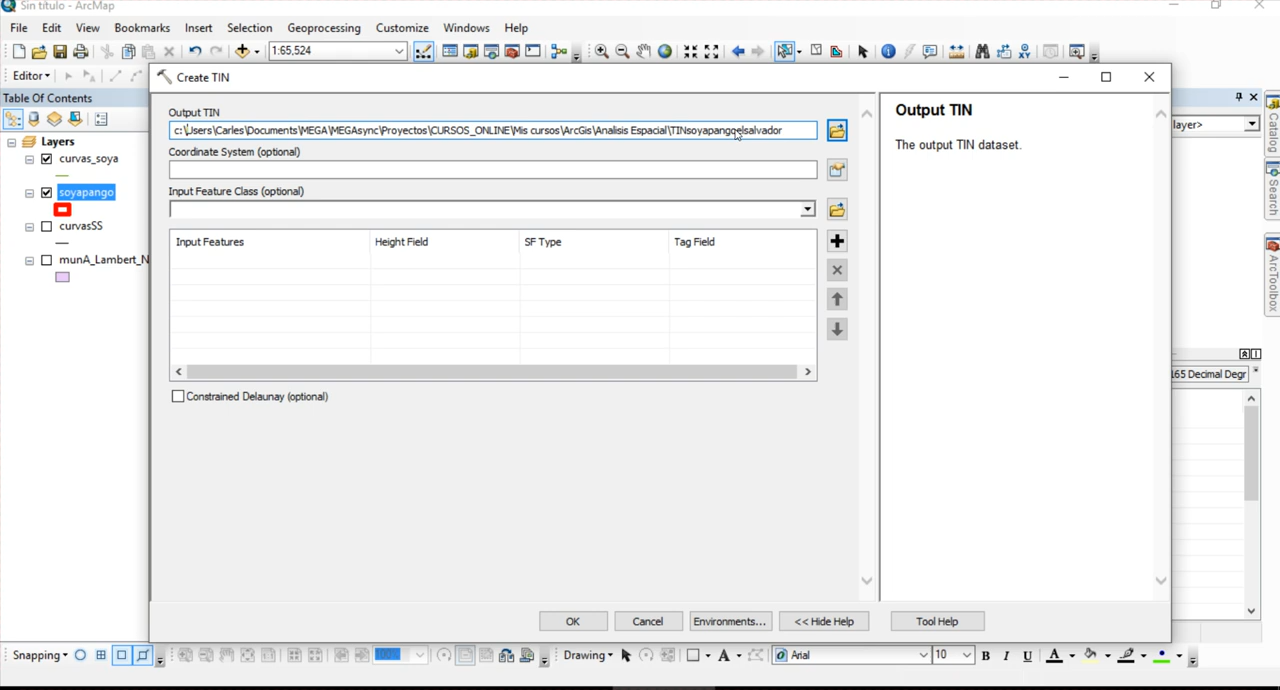 Sin título - ArcMap
File Edit View Bookmarks Insert Selection Geoprocessing Customize Windows Help
1:65,524
Editor
Table Of Contents
Layers
curvas_soya
soyapango
curvasSS
munA_Lambert_N
Create TIN
Output TIN
c:\Users\Carles\Documents\MEGA\MEGAsync\Proyectos\CURSOS_ONLINE\Mis cursos\ArcGis\Analisis Espacial\TINsoyapangoelsalvador
Coordinate System (optional)
Input Feature Class (optional)
Input Features Height Field SF Type Tag Field
Constrained Delaunay (optional)
OK Cancel Environments... << Hide Help Tool Help
Output TIN
The output TIN dataset.
layer>
165 Decimal Degr
Catalog
Search
ArcToolbox
Snapping Drawing Arial 10 B I U A